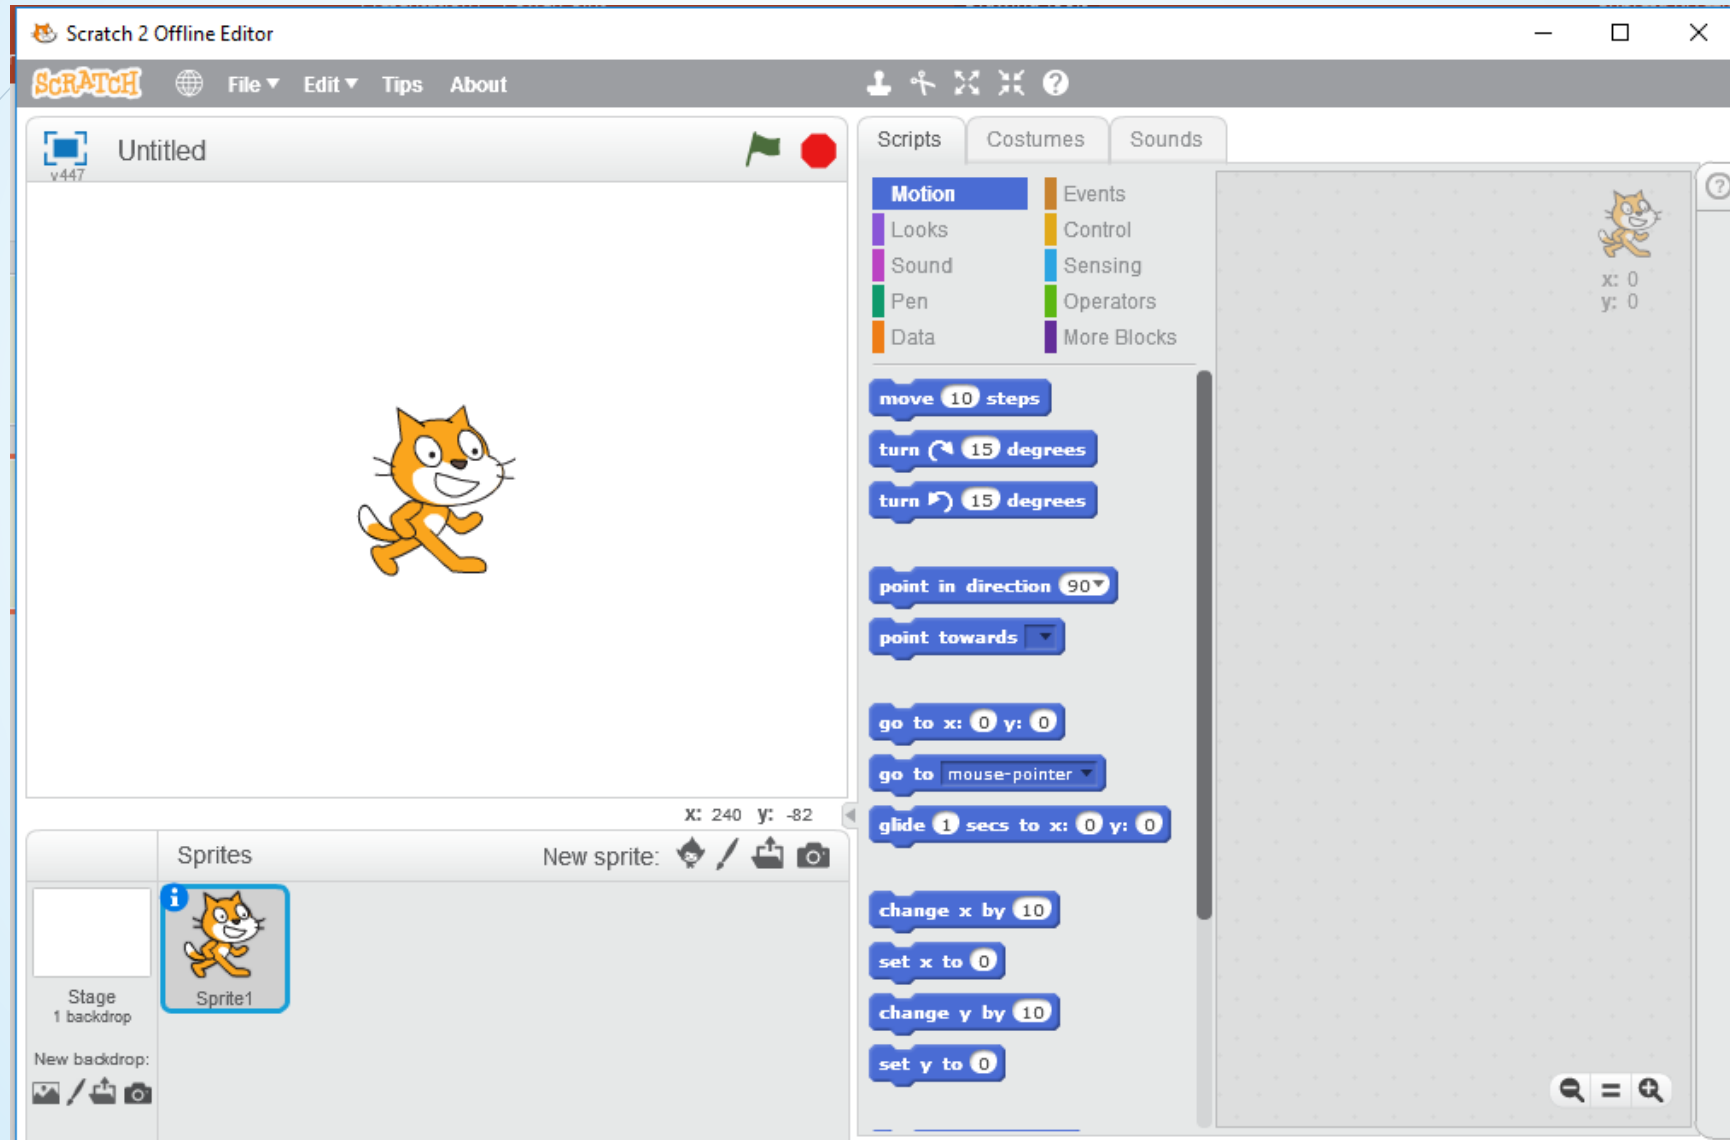 Scratch 2 Offline Editor
SCRATCH File Edit Tips About
Untitled
v447
x: 240 y: -82
Sprites New sprite:
Sprite1
Stage
1 backdrop
New backdrop:
Scripts Costumes Sounds
Motion Events
Looks Control
Sound Sensing
Pen Operators
Data More Blocks
move 10 steps
turn 15 degrees
turn 15 degrees
point in direction 90
point towards
go to x: 0 y: 0
go to mouse-pointer
glide 1 secs to x: 0 y: 0
change x by 10
set x to 0
change y by 10
set y to 0
x: 0
y: 0